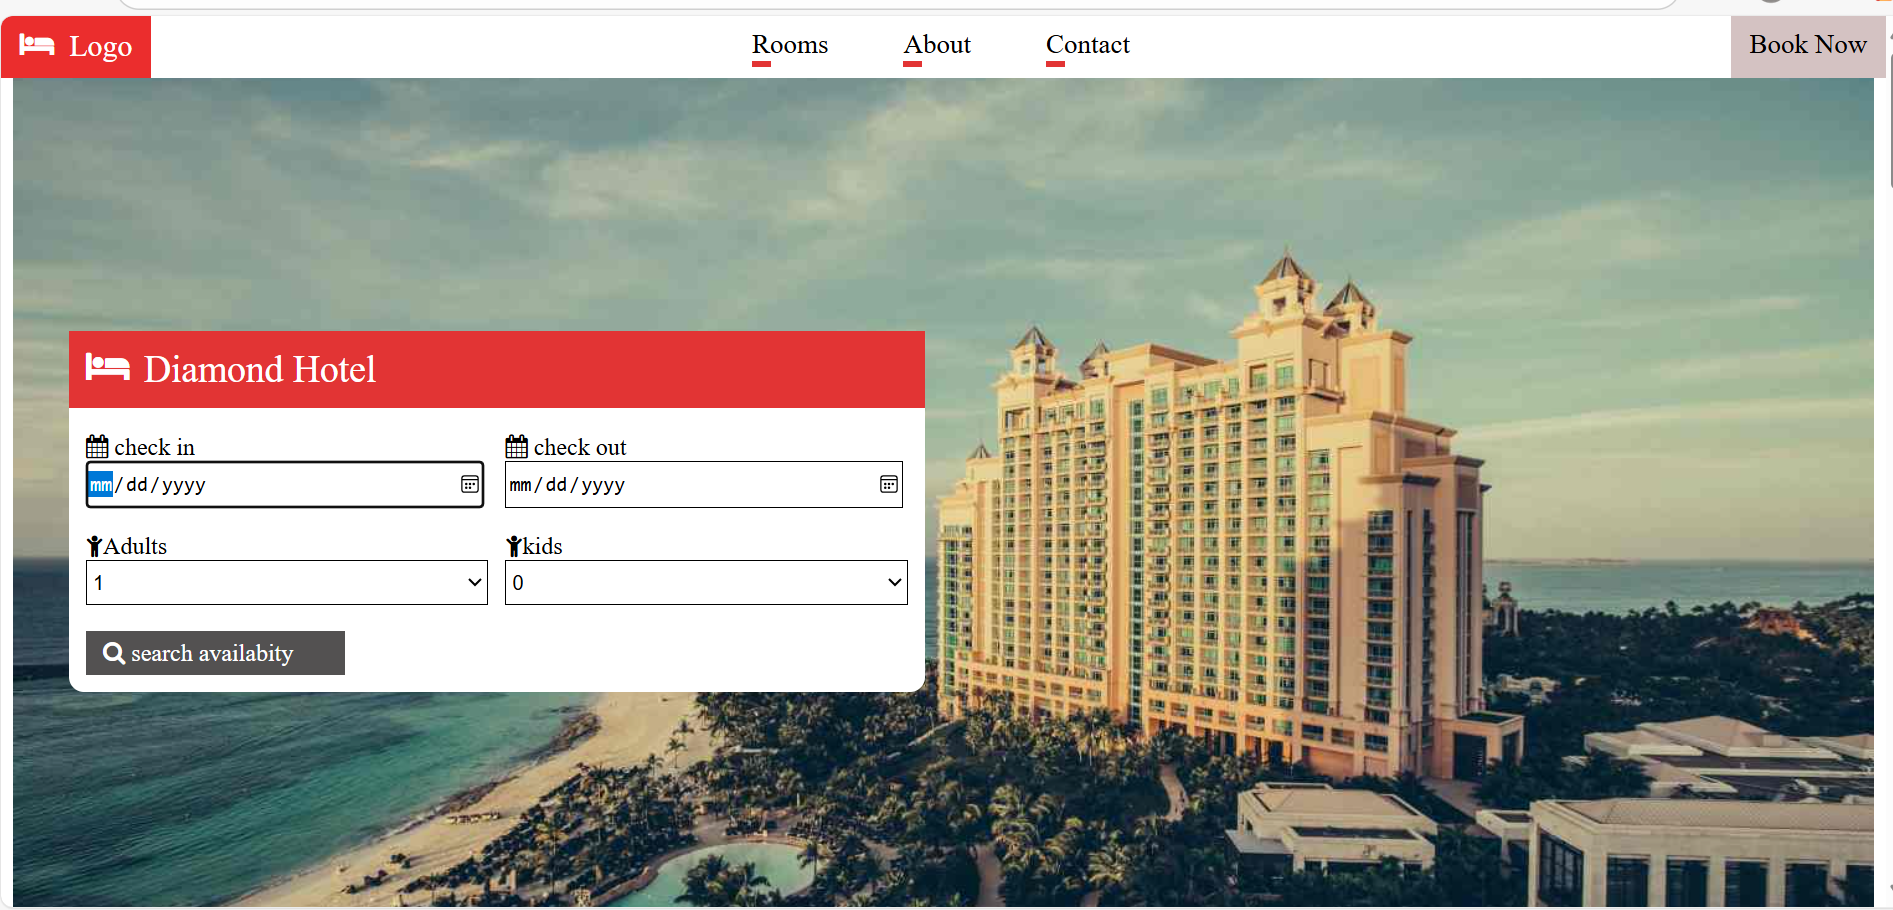 Logo Rooms About Contact Book Now
Diamond Hotel
check in check out
mm/dd/yyyy mm/dd/yyyy
Adults kids
1 0
search availabity